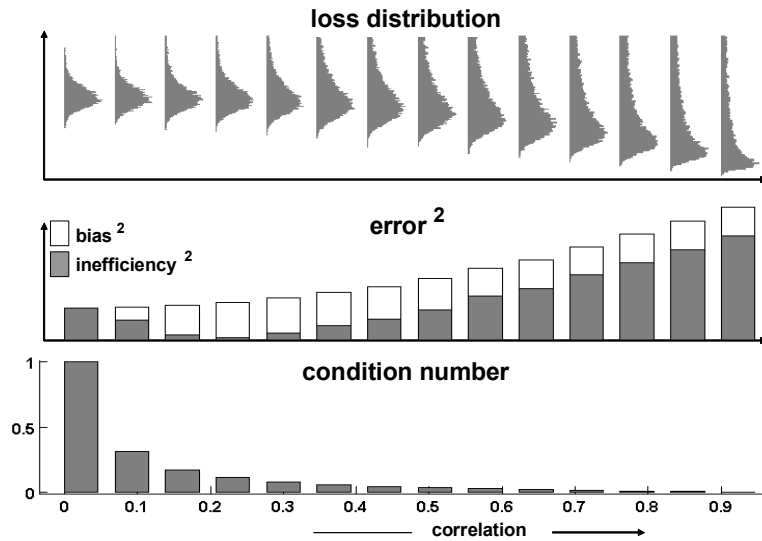 loss distribution
error 2
bias 2
inefficiency 2
condition number
1
0.5
0
0 0.1 0.2 0.3 0.4 0.5 0.6 0.7 0.8 0.9
correlation